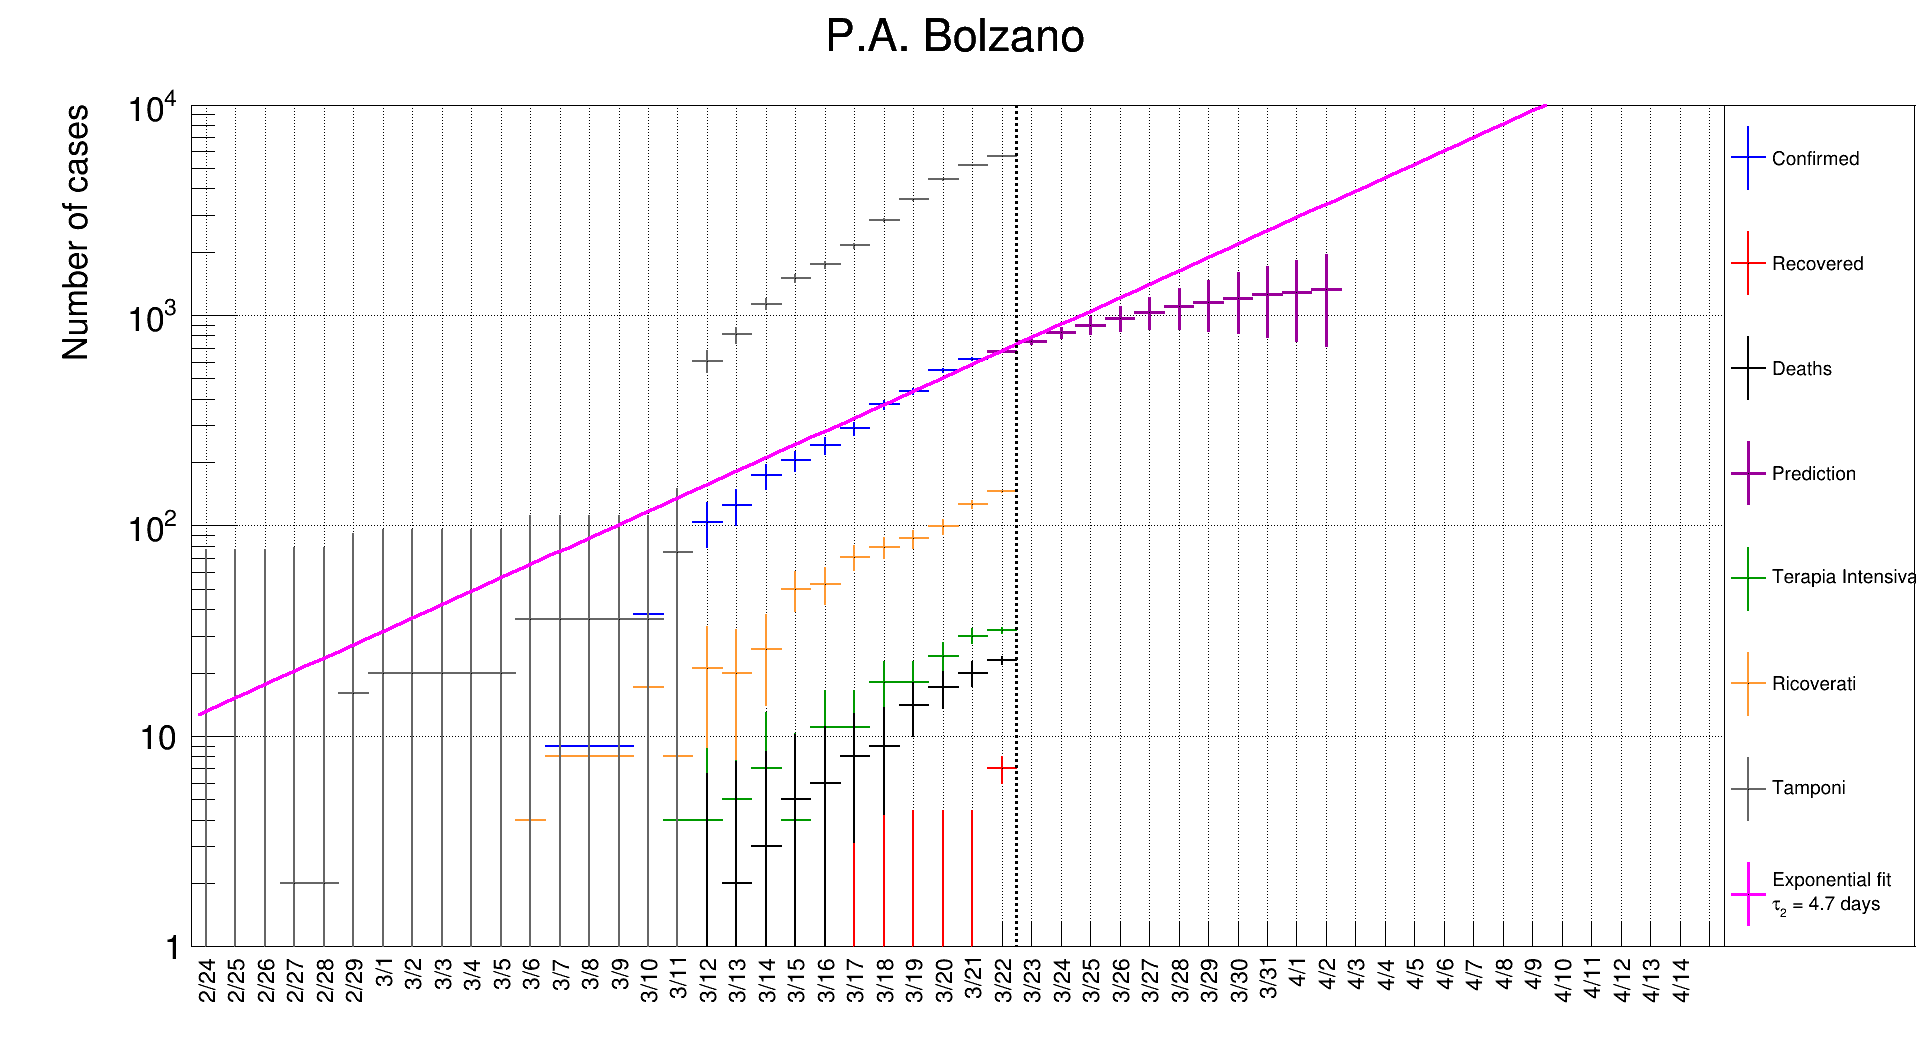 P.A. Bolzano
Number of cases
10⁴
10³
10²
10
1
2/24 2/25 2/26 2/27 2/28 2/29 3/1 3/2 3/3 3/4 3/5 3/6 3/7 3/8 3/9 3/10 3/11 3/12 3/13 3/14 3/15 3/16 3/17 3/18 3/19 3/20 3/21 3/22 3/23 3/24 3/25 3/26 3/27 3/28 3/29 3/30 3/31 4/1 4/2 4/3 4/4 4/5 4/6 4/7 4/8 4/9 4/10 4/11 4/12 4/13 4/14
Confirmed
Recovered
Deaths
Prediction
Terapia Intensiva
Ricoverati
Tamponi
Exponential fit
τ₂ = 4.7 days